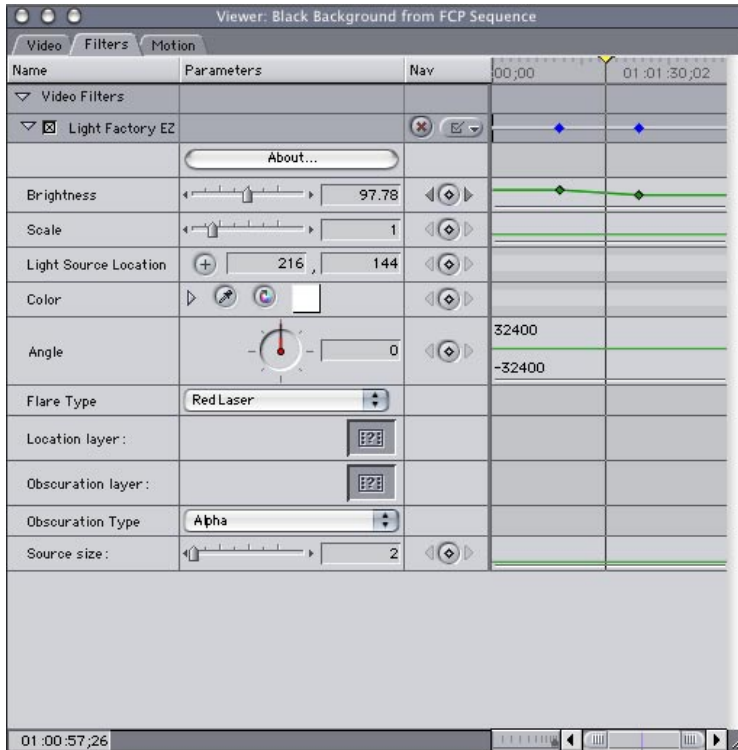 Viewer: Black Background from FCP Sequence
Video Filters Motion
Name Parameters Nav 00;00 01:01:30;02
Video Filters
Light Factory EZ
About...
Brightness 97.78
Scale 1
Light Source Location 216 , 144
Color
32400
Angle 0
-32400
Flare Type Red Laser
Location layer:
Obscuration layer:
Obscuration Type Alpha
Source size: 2
01:00:57;26